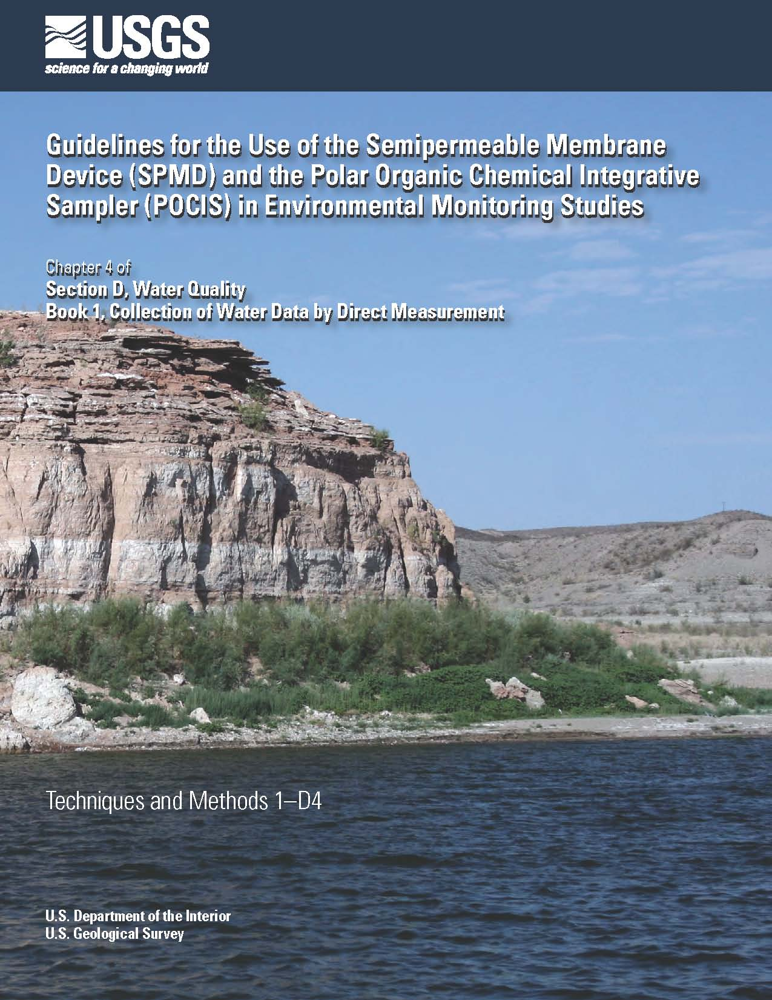 USGS
science for a changing world
Guidelines for the Use of the Semipermeable Membrane
Device (SPMD) and the Polar Organic Chemical Integrative
Sampler (POCIS) in Environmental Monitoring Studies
Chapter 4 of
Section D, Water Quality
Book 1, Collection of Water Data by Direct Measurement
Techniques and Methods 1–D4
U.S. Department of the Interior
U.S. Geological Survey